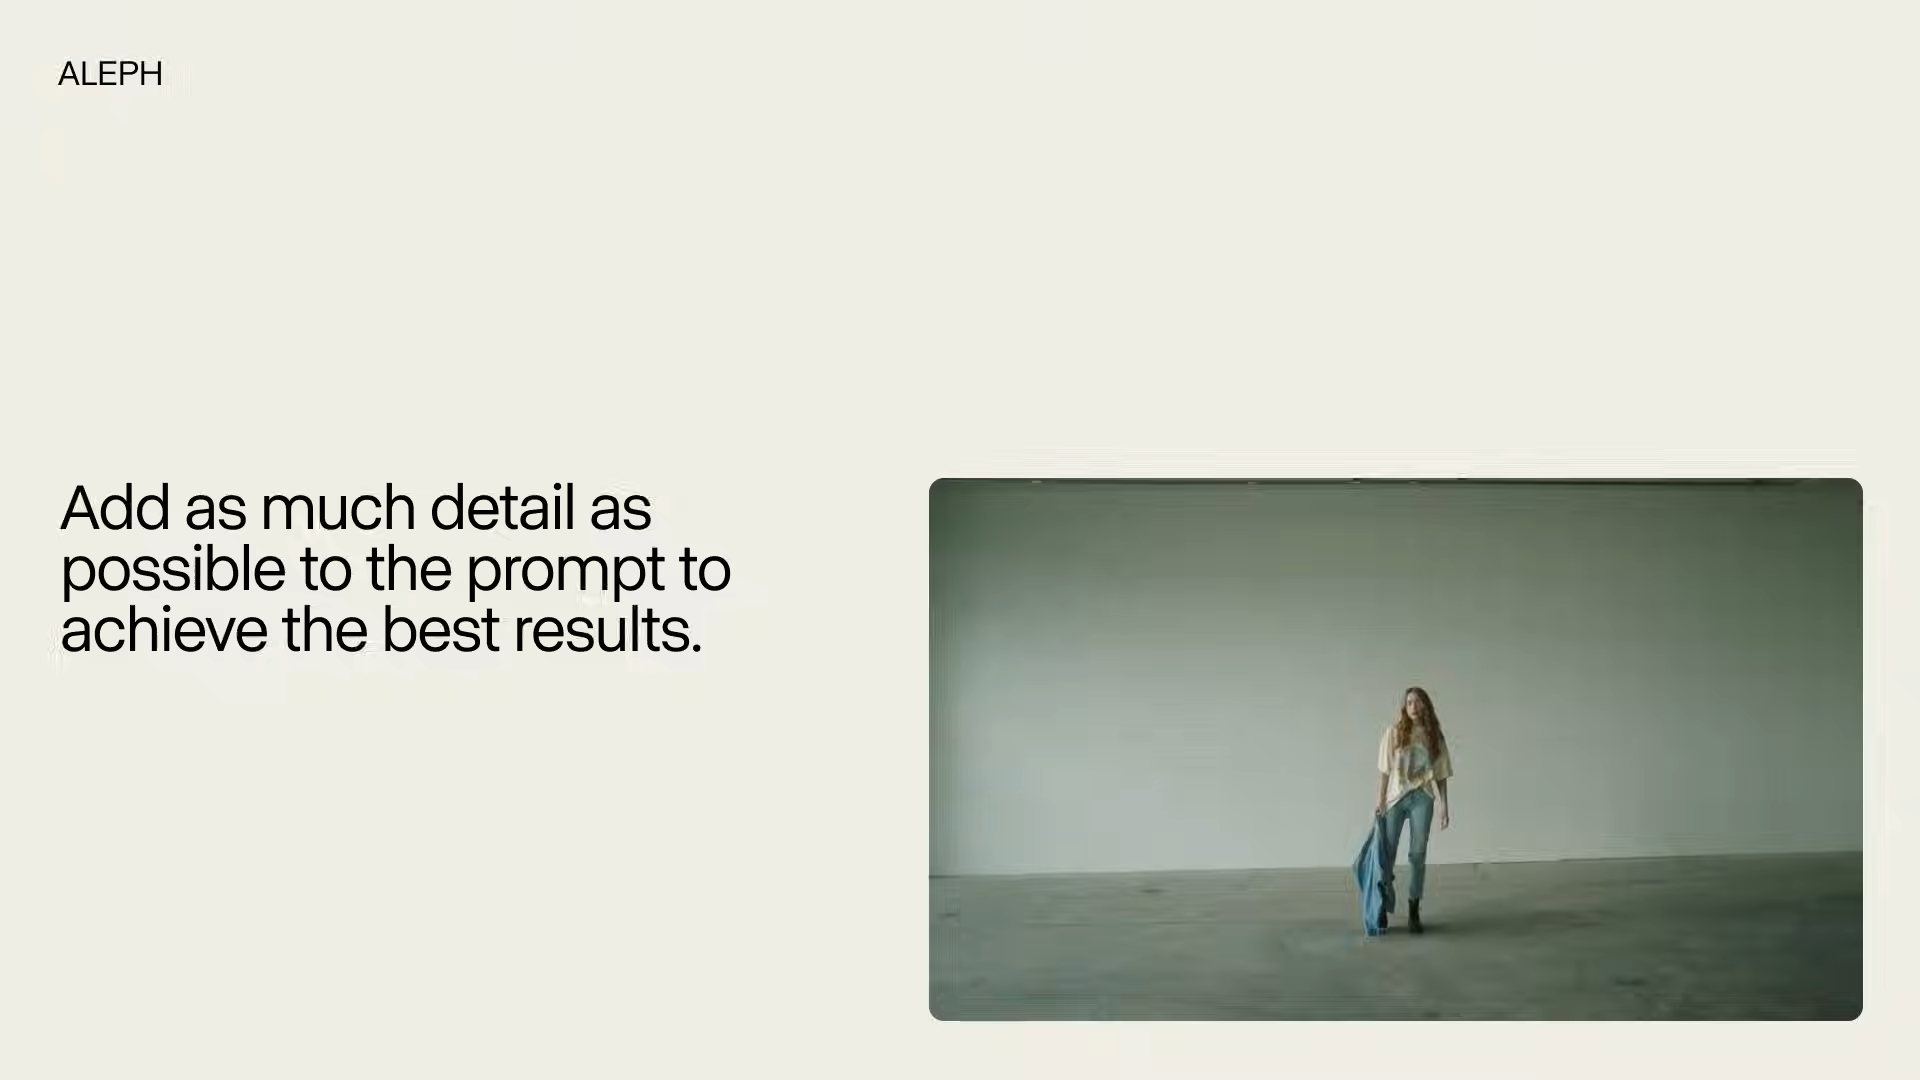 ALEPH
Add as much detail as
possible to the prompt to
achieve the best results.